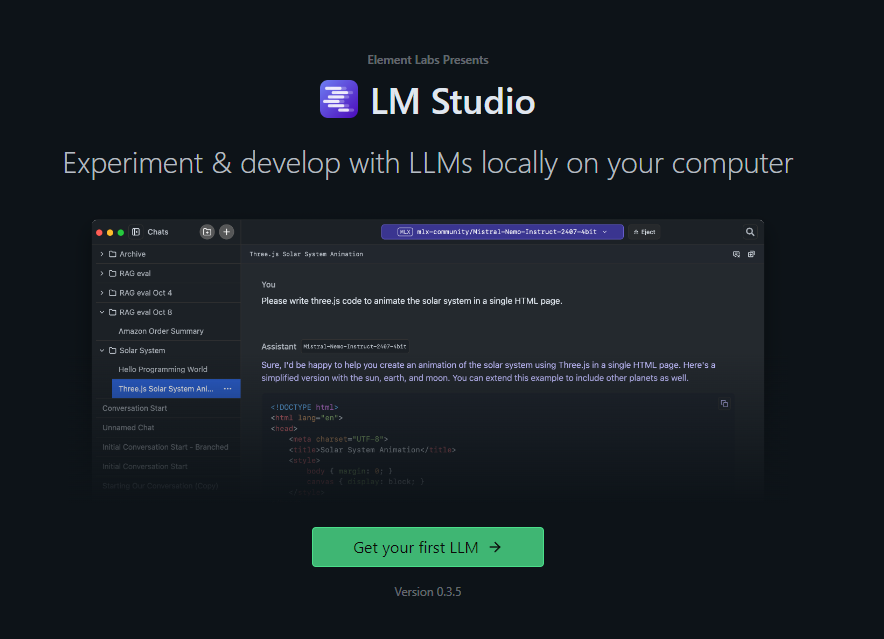 Element Labs Presents
LM Studio
Experiment & develop with LLMs locally on your computer
Chats
MLX mlx-community/Mistral-Nemo-Instruct-2407-4bit
Eject
Archive
RAG eval
RAG eval Oct 4
RAG eval Oct 8
Amazon Order Summary
Solar System
Hello Programming World
Three.js Solar System Ani... ...
Conversation Start
Unnamed Chat
Initial Conversation Start - Branched
Initial Conversation Start
Starting Our Conversation (Copy)
Three.js Solar System Animation
You
Please write three.js code to animate the solar system in a single HTML page.
Assistant Mistral-Nemo-Instruct-2407-4bit
Sure, I'd be happy to help you create an animation of the solar system using Three.js in a single HTML page. Here's a
simplified version with the sun, earth, and moon. You can extend this example to include other planets as well.
<!DOCTYPE html>
<html lang="en">
<head>
<meta charset="UTF-8">
<title>Solar System Animation</title>
<style>
body { margin: 0; }
canvas { display: block; }
</style>
Get your first LLM →
Version 0.3.5